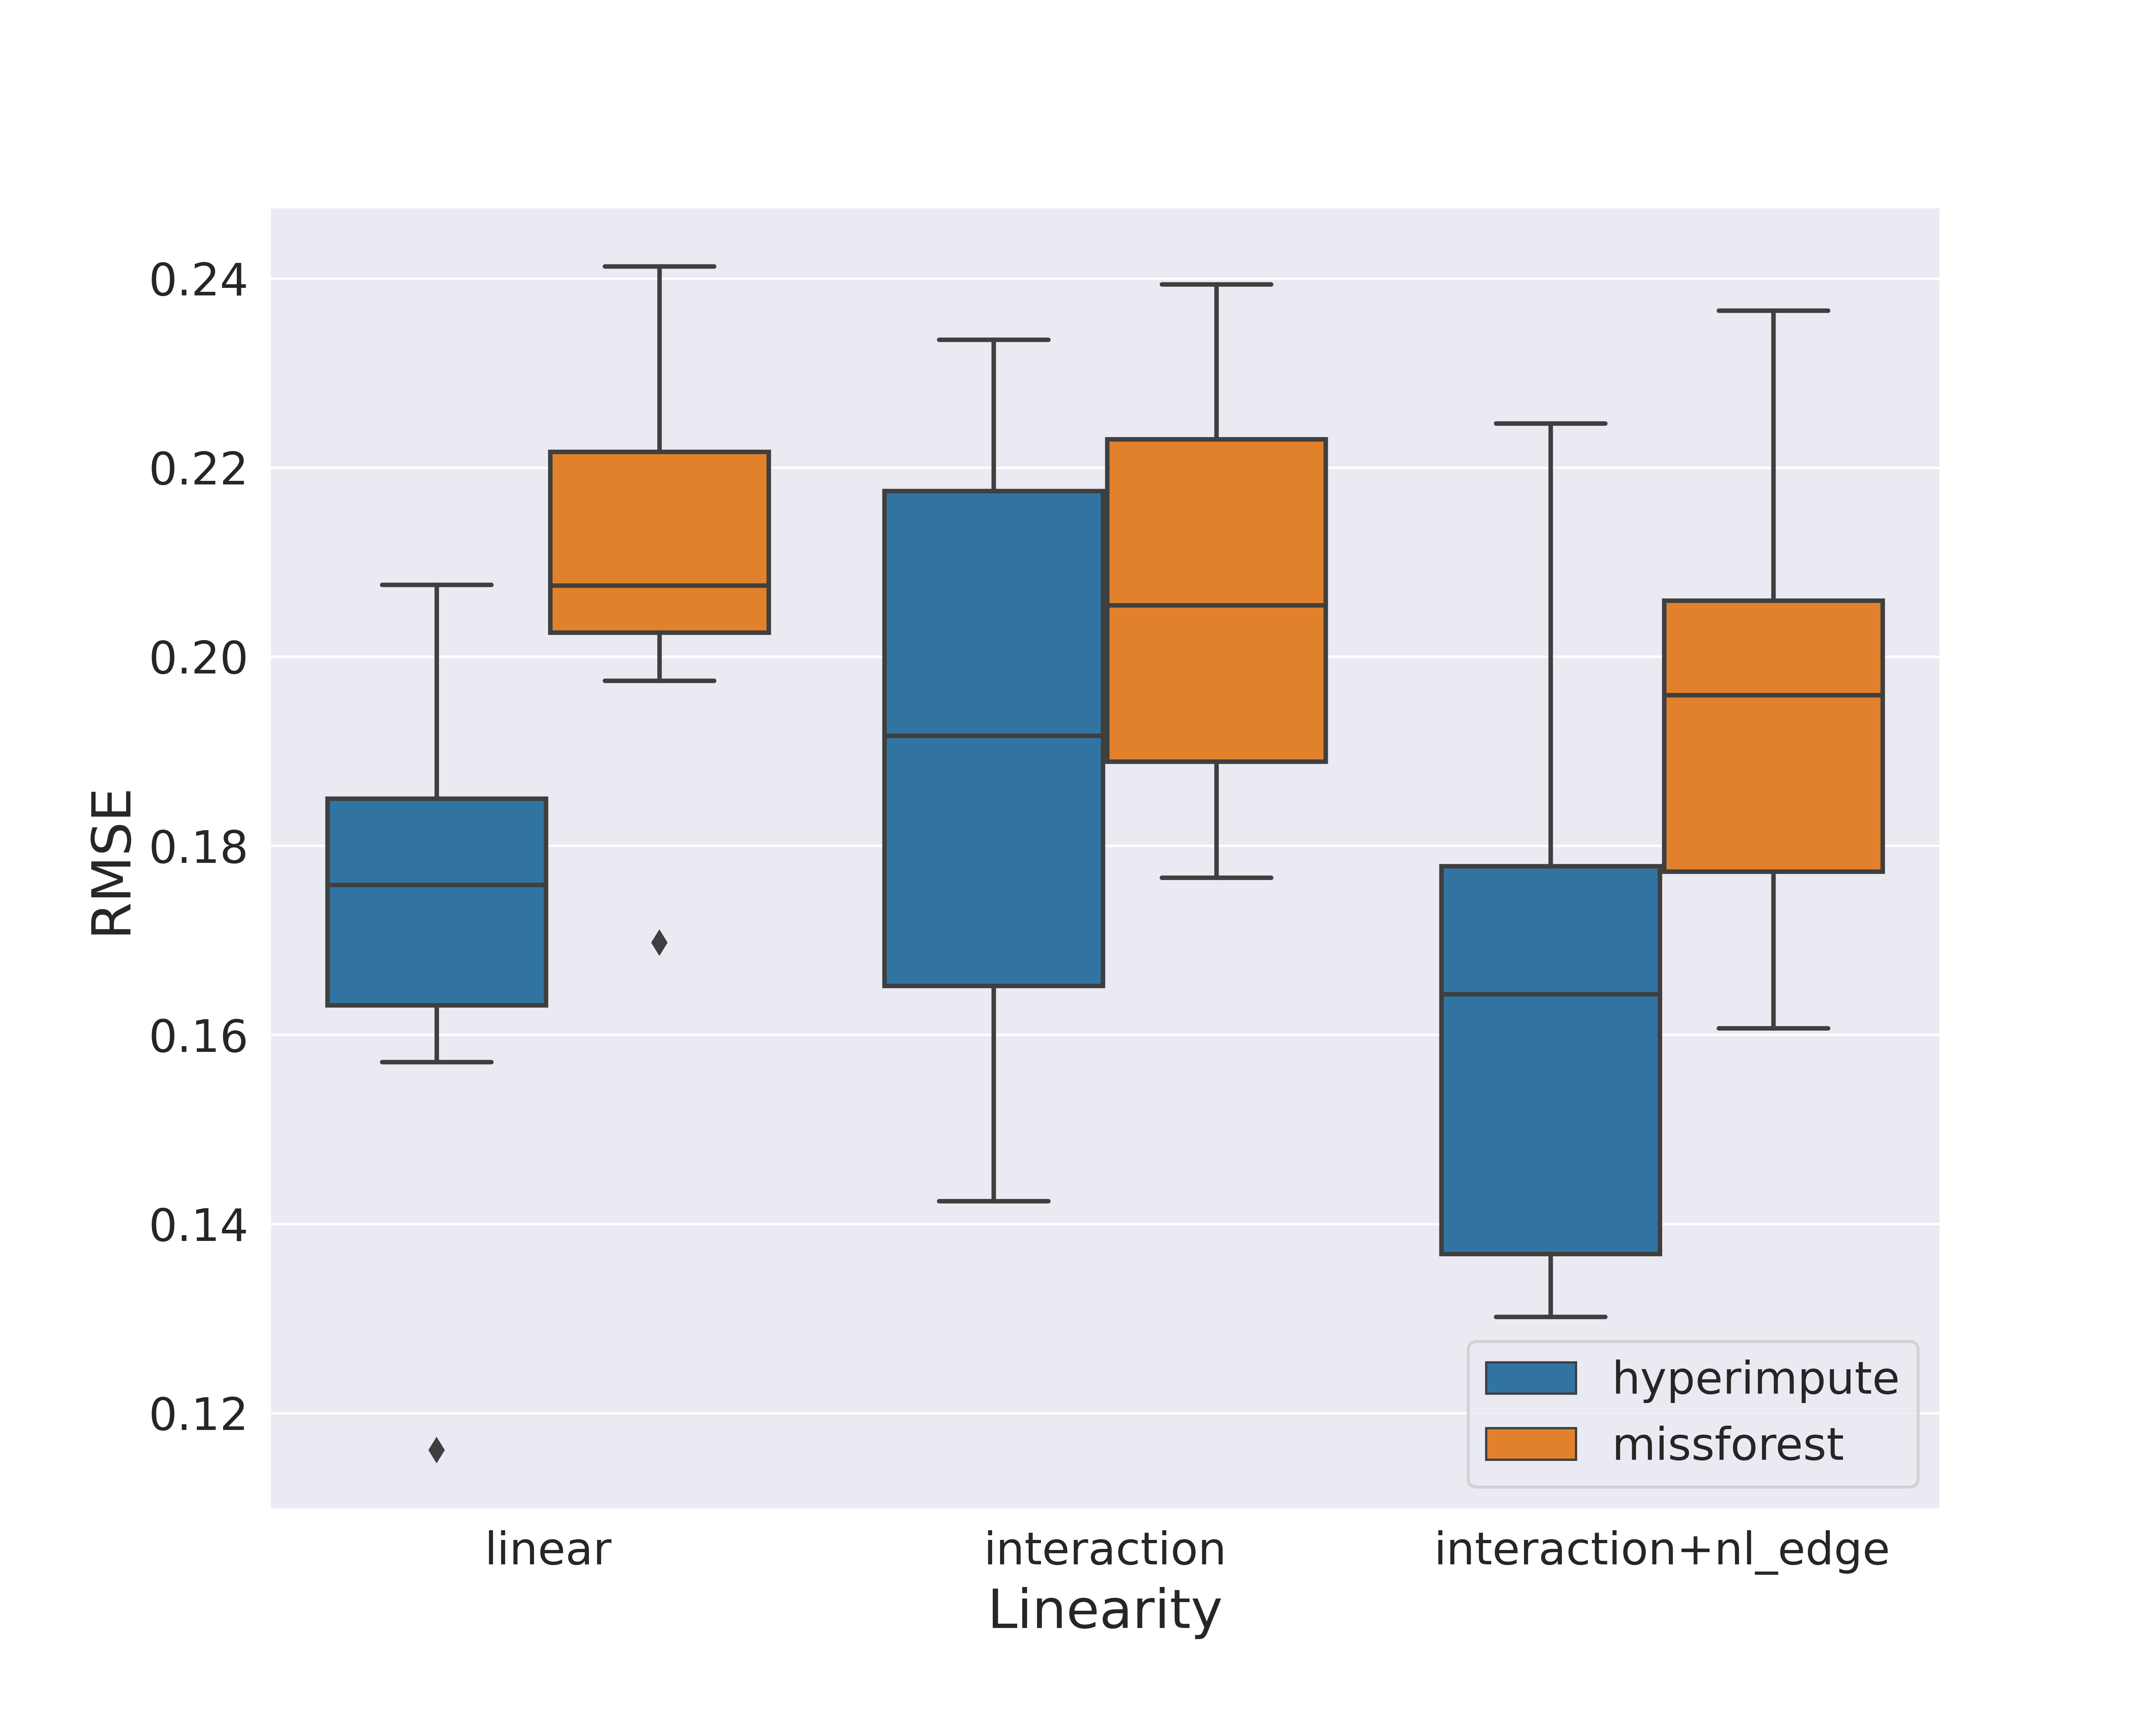 0.24
0.22
0.20
0.18
0.16
0.14
0.12
RMSE
hyperimpute
missforest
linear
interaction
interaction+nl_edge
Linearity